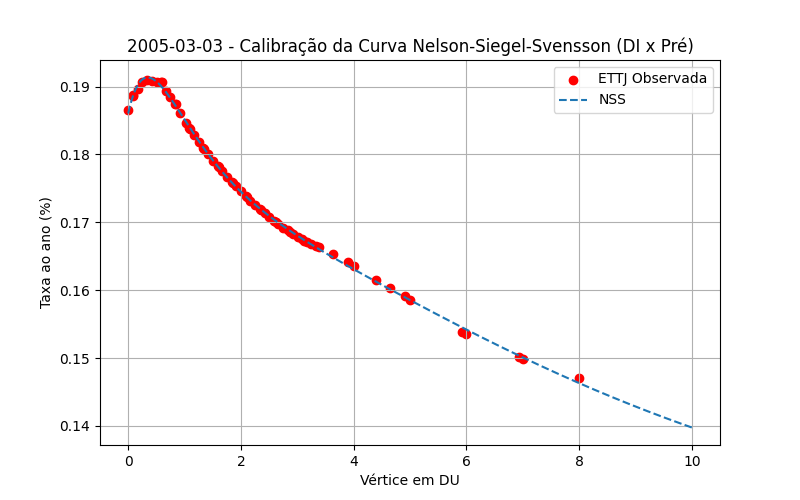 2005-03-03 - Calibração da Curva Nelson-Siegel-Svensson (DI x Pré)
ETTJ Observada
NSS
Taxa ao ano (%)
0.19
0.18
0.17
0.16
0.15
0.14
0 2 4 6 8 10
Vértice em DU